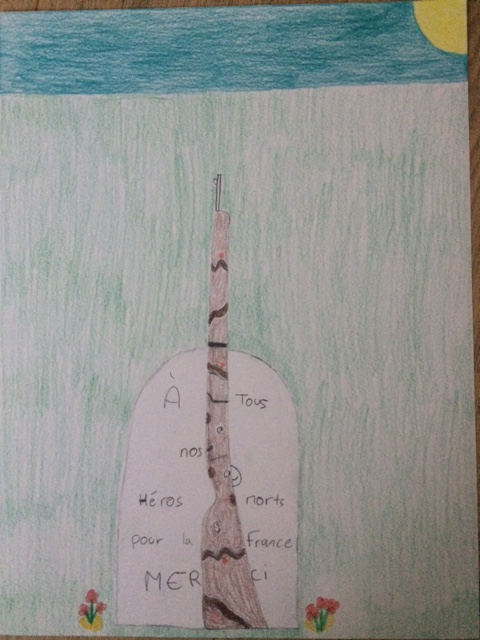 À Tous
nos
Héros morts
pour la France
MERCI